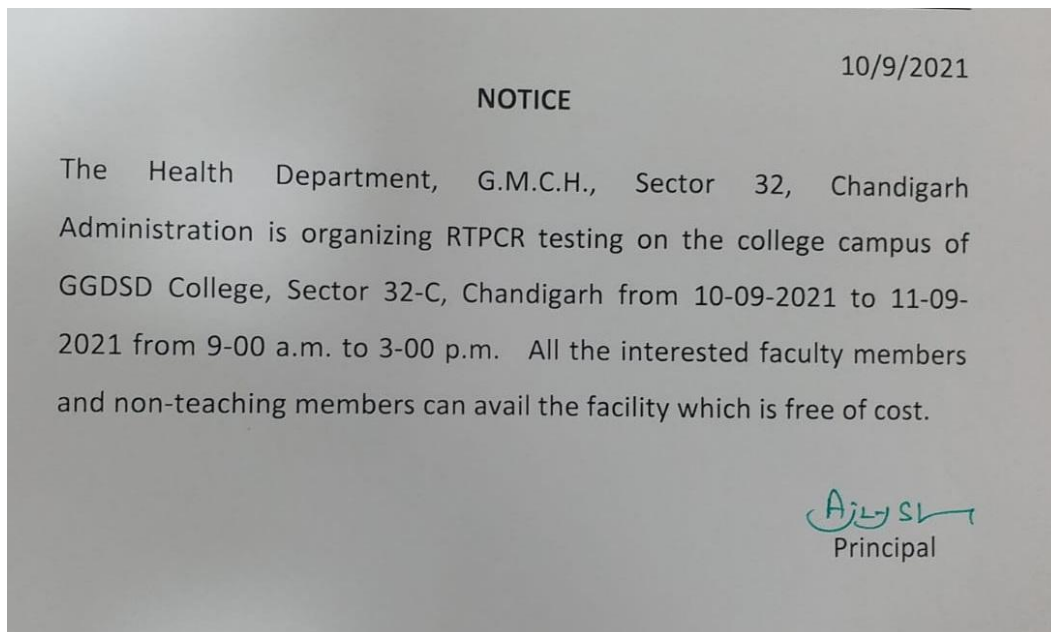 10/9/2021
NOTICE
The Health Department, G.M.C.H., Sector 32, Chandigarh
Administration is organizing RTPCR testing on the college campus of
GGDSD College, Sector 32-C, Chandigarh from 10-09-2021 to 11-09-
2021 from 9-00 a.m. to 3-00 p.m. All the interested faculty members
and non-teaching members can avail the facility which is free of cost.
Principal